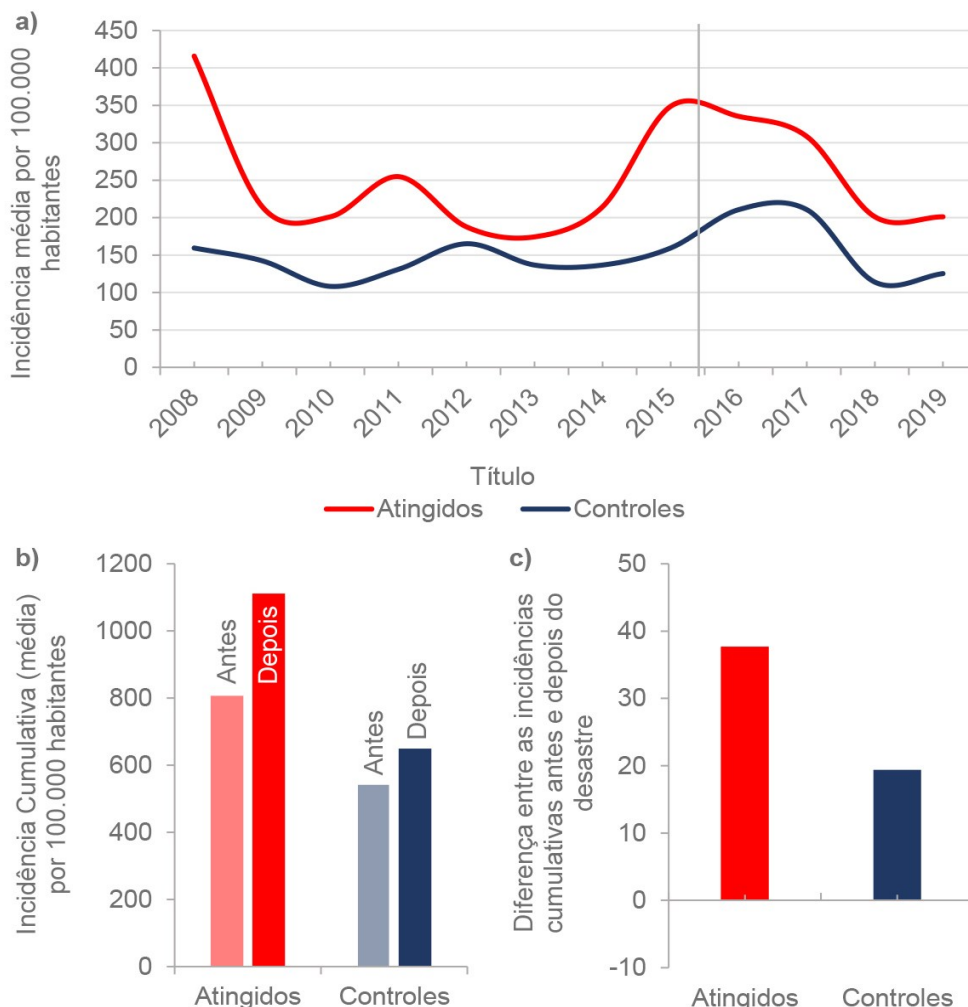 a)
Incidência média por 100.000
habitantes
450
400
350
300
250
200
150
100
50
0
2008
2009
2010
2011
2012
2013
2014
2015
2016
2017
2018
2019
Título
Atingidos
Controles
b)
Incidência Cumulativa (média)
por 100.000 habitantes
1200
1000
800
600
400
200
0
Antes
Depois
Antes
Depois
Atingidos
Controles
c)
Diferença entre as incidências
cumulativas antes e depois do
desastre
50
40
30
20
10
0
-10
Atingidos
Controles